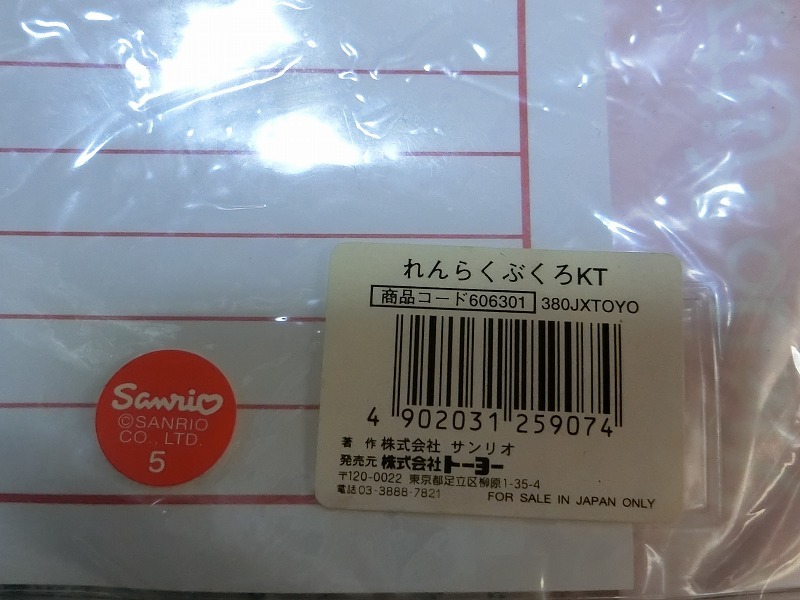 れんらくぶくろKT
商品コード606301 380JXTOYO
4 902031 259074
著作 株式会社 サンリオ
発売元 株式会社トーヨー
〒120-0022 東京都足立区柳原1-35-4
電話03-3888-7821 FOR SALE IN JAPAN ONLY
Sanrio
©SANRIO
CO., LTD.
5